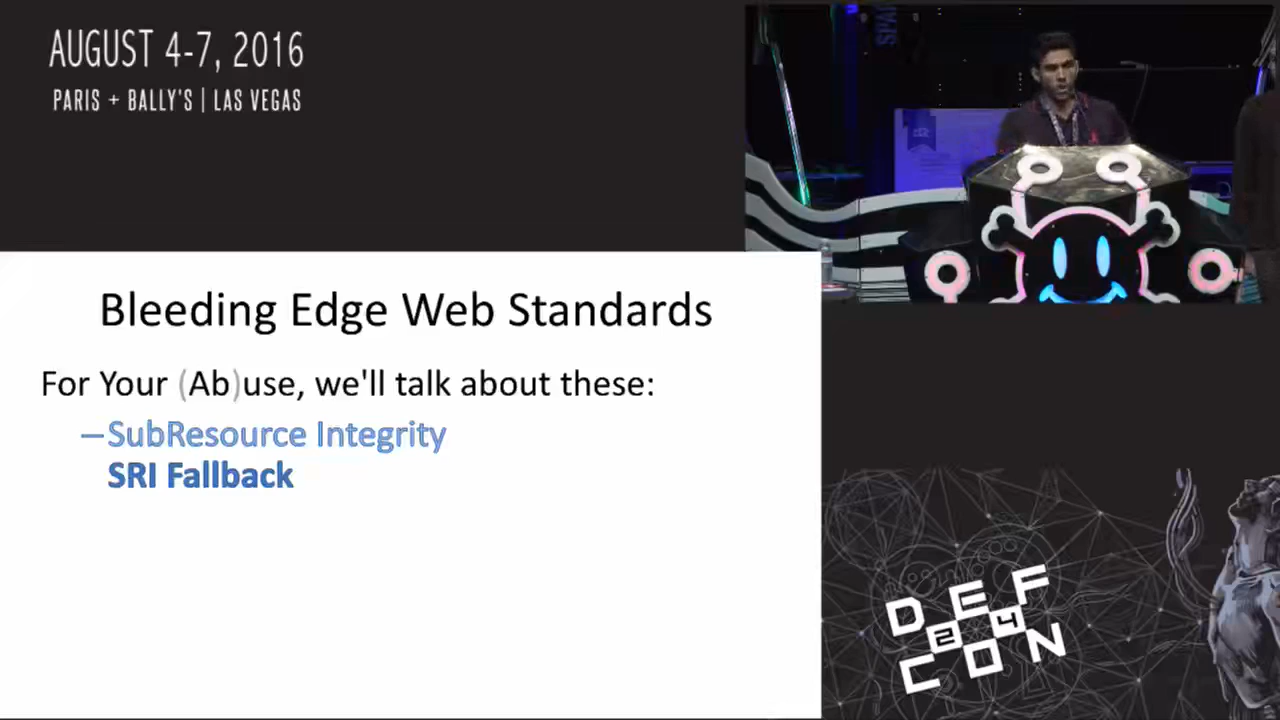 AUGUST 4-7, 2016
PARIS + BALLY'S | LAS VEGAS
Bleeding Edge Web Standards
For Your (Ab)use, we'll talk about these:
–SubResource Integrity
SRI Fallback
DEF
24
CON